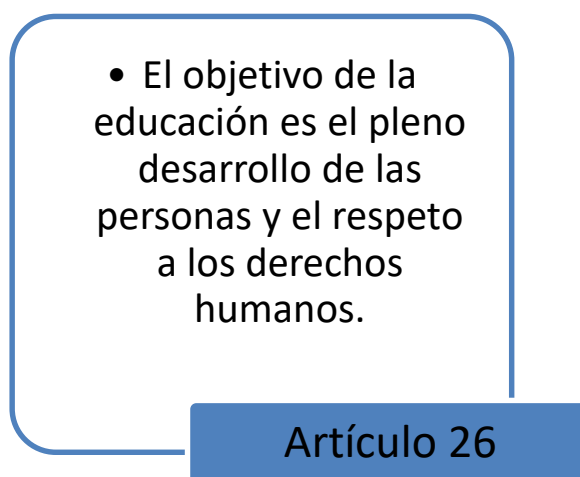 • El objetivo de la
educación es el pleno
desarrollo de las
personas y el respeto
a los derechos
humanos.
Artículo 26